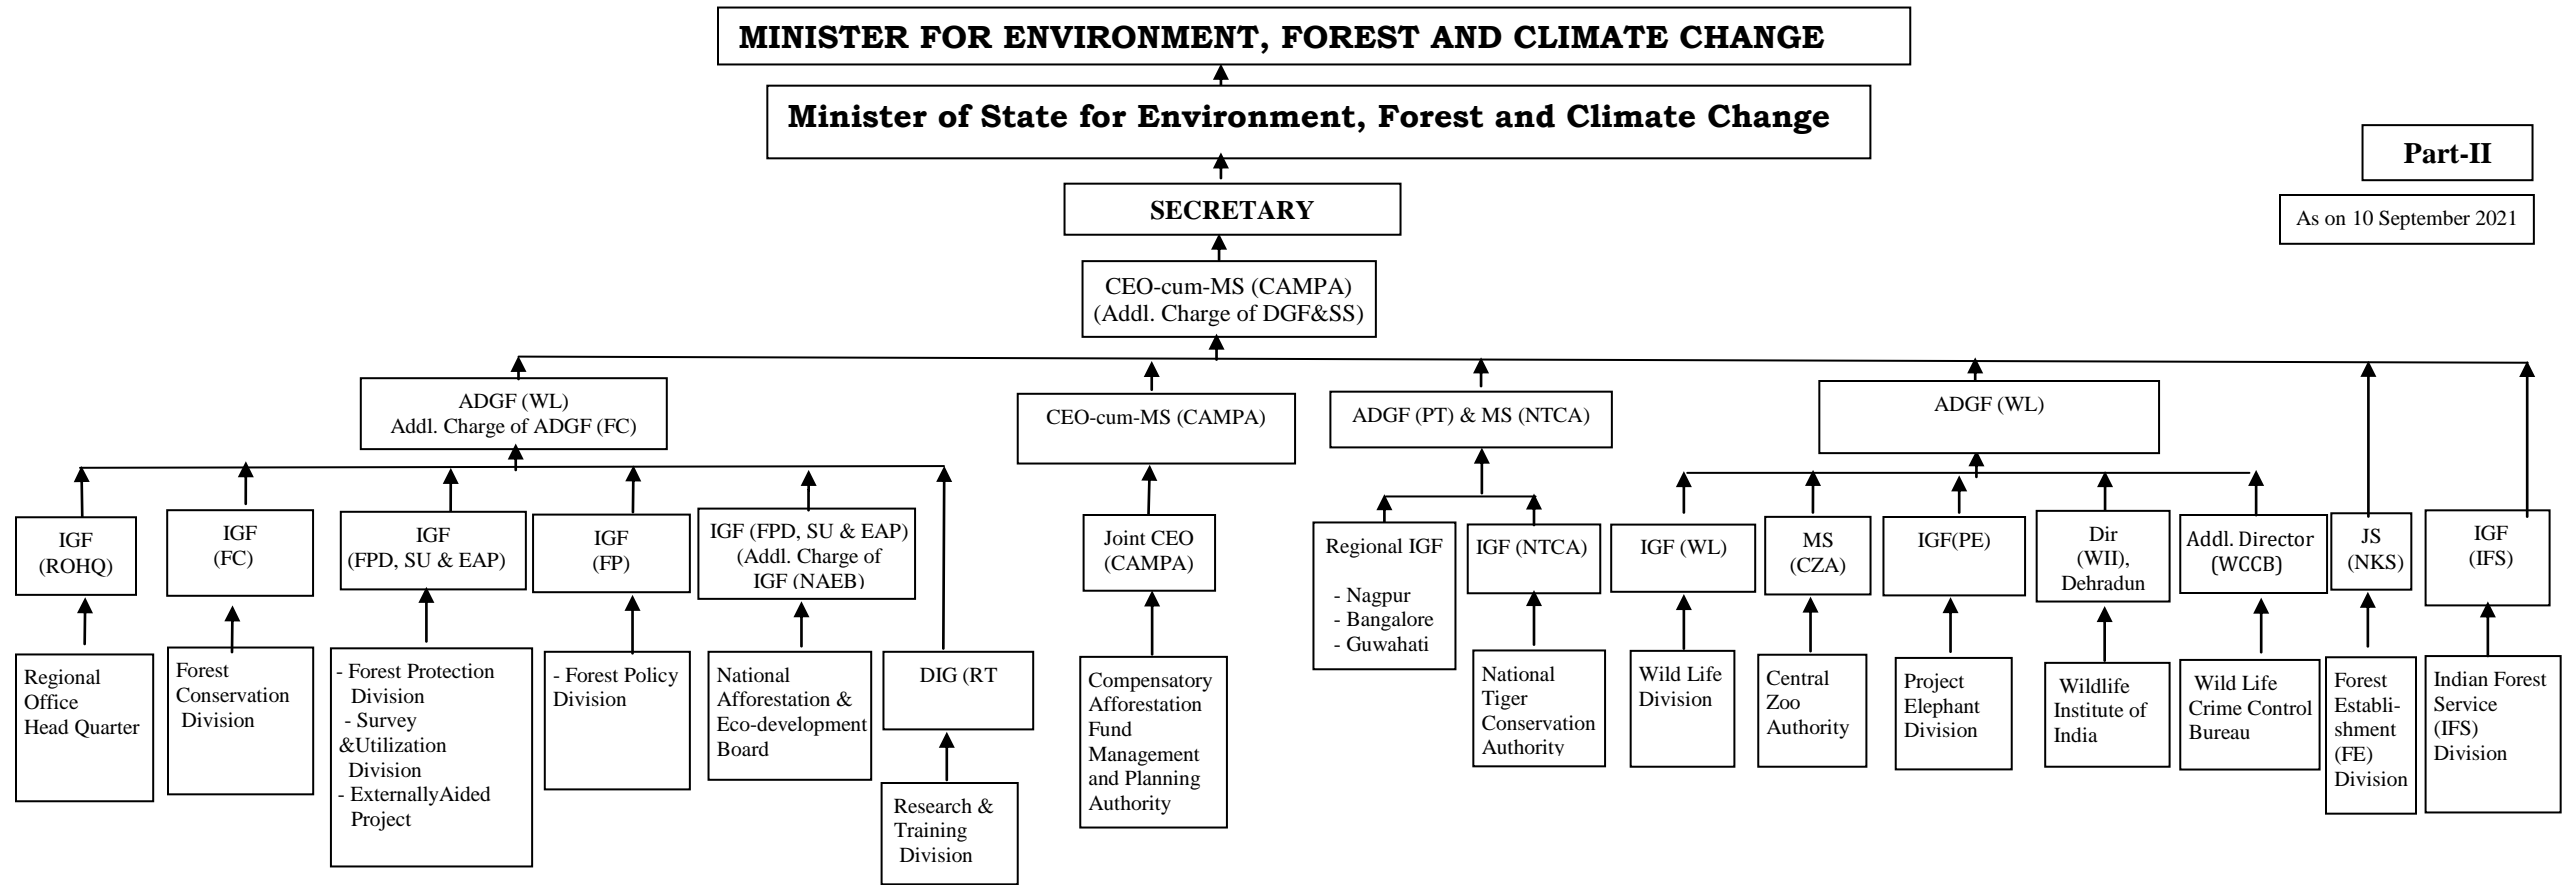 MINISTER FOR ENVIRONMENT, FOREST AND CLIMATE CHANGE
Minister of State for Environment, Forest and Climate Change
Part-II
As on 10 September 2021
SECRETARY
CEO-cum-MS (CAMPA)
(Addl. Charge of DGF&SS)
ADGF (WL)
Addl. Charge of ADGF (FC)
CEO-cum-MS (CAMPA)
ADGF (PT) & MS (NTCA)
ADGF (WL)
IGF
(ROHQ)
IGF
(FC)
IGF
(FPD, SU & EAP)
IGF
(FP)
IGF (FPD, SU & EAP)
(Addl. Charge of
IGF (NAEB)
Joint CEO
(CAMPA)
Regional IGF
- Nagpur
- Bangalore
- Guwahati
IGF (NTCA)
IGF (WL)
MS
(CZA)
IGF(PE)
Dir
(WII),
Dehradun
Addl. Director
(WCCB)
JS
(NKS)
IGF
(IFS)
Regional
Office
Head Quarter
Forest
Conservation
Division
- Forest Protection
Division
- Survey
&Utilization
Division
- ExternallyAided
Project
- Forest Policy
Division
National
Afforestation &
Eco-development
Board
DIG (RT
Research &
Training
Division
Compensatory
Afforestation
Fund
Management
and Planning
Authority
National
Tiger
Conservation
Authority
Wild Life
Division
Central
Zoo
Authority
Project
Elephant
Division
Wildlife
Institute of
India
Wild Life
Crime Control
Bureau
Forest
Establi-
shment
(FE)
Division
Indian Forest
Service
(IFS)
Division